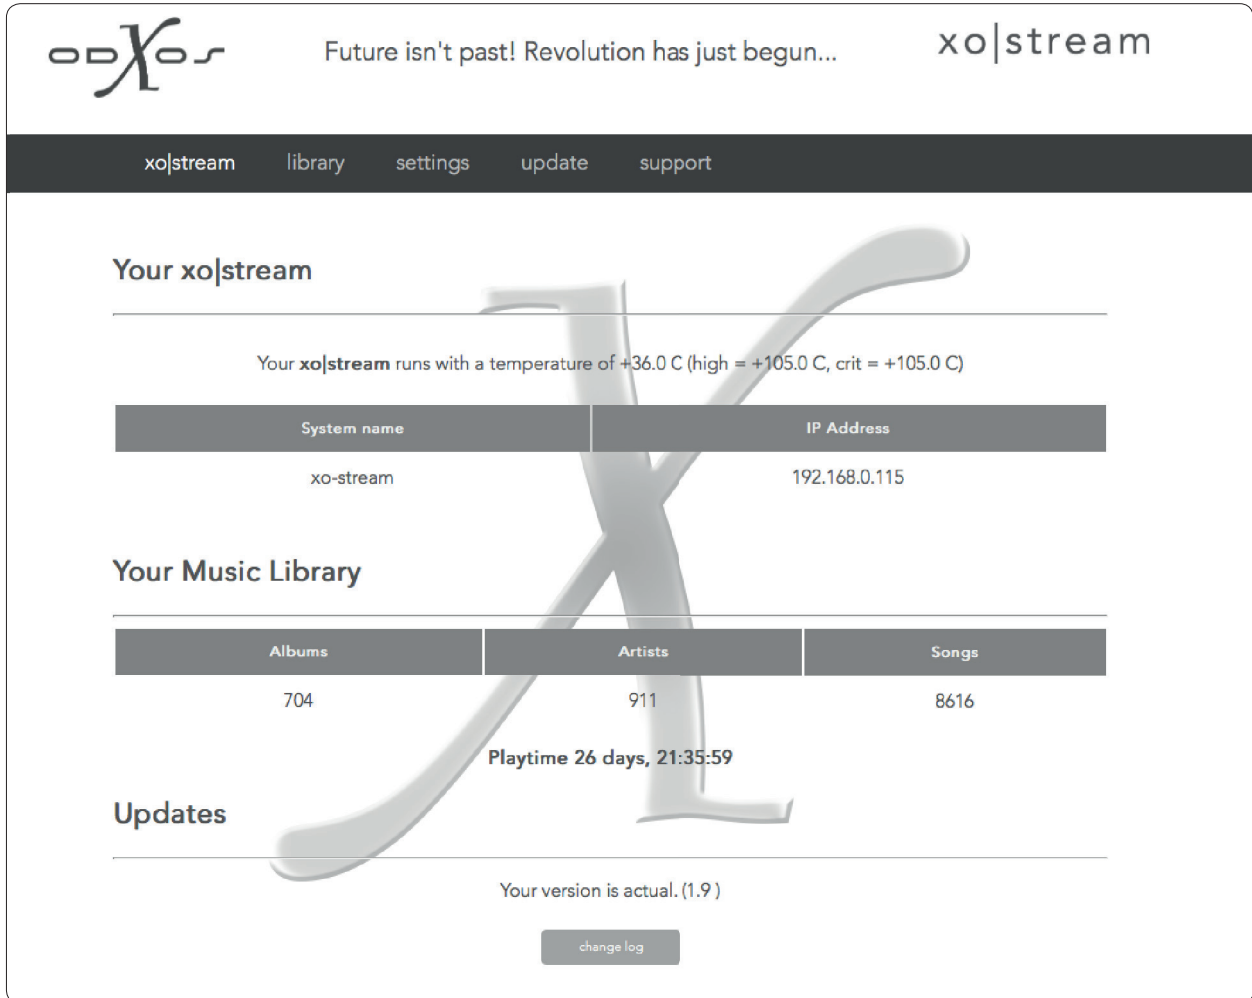 ODXOS
Future isn't past! Revolution has just begun...
xo|stream
xo|stream library settings update support
Your xo|stream
Your xo|stream runs with a temperature of +36.0 C (high = +105.0 C, crit = +105.0 C)
System name IP Address
xo-stream 192.168.0.115
Your Music Library
Albums Artists Songs
704 911 8616
Playtime 26 days, 21:35:59
Updates
Your version is actual. (1.9 )
change log